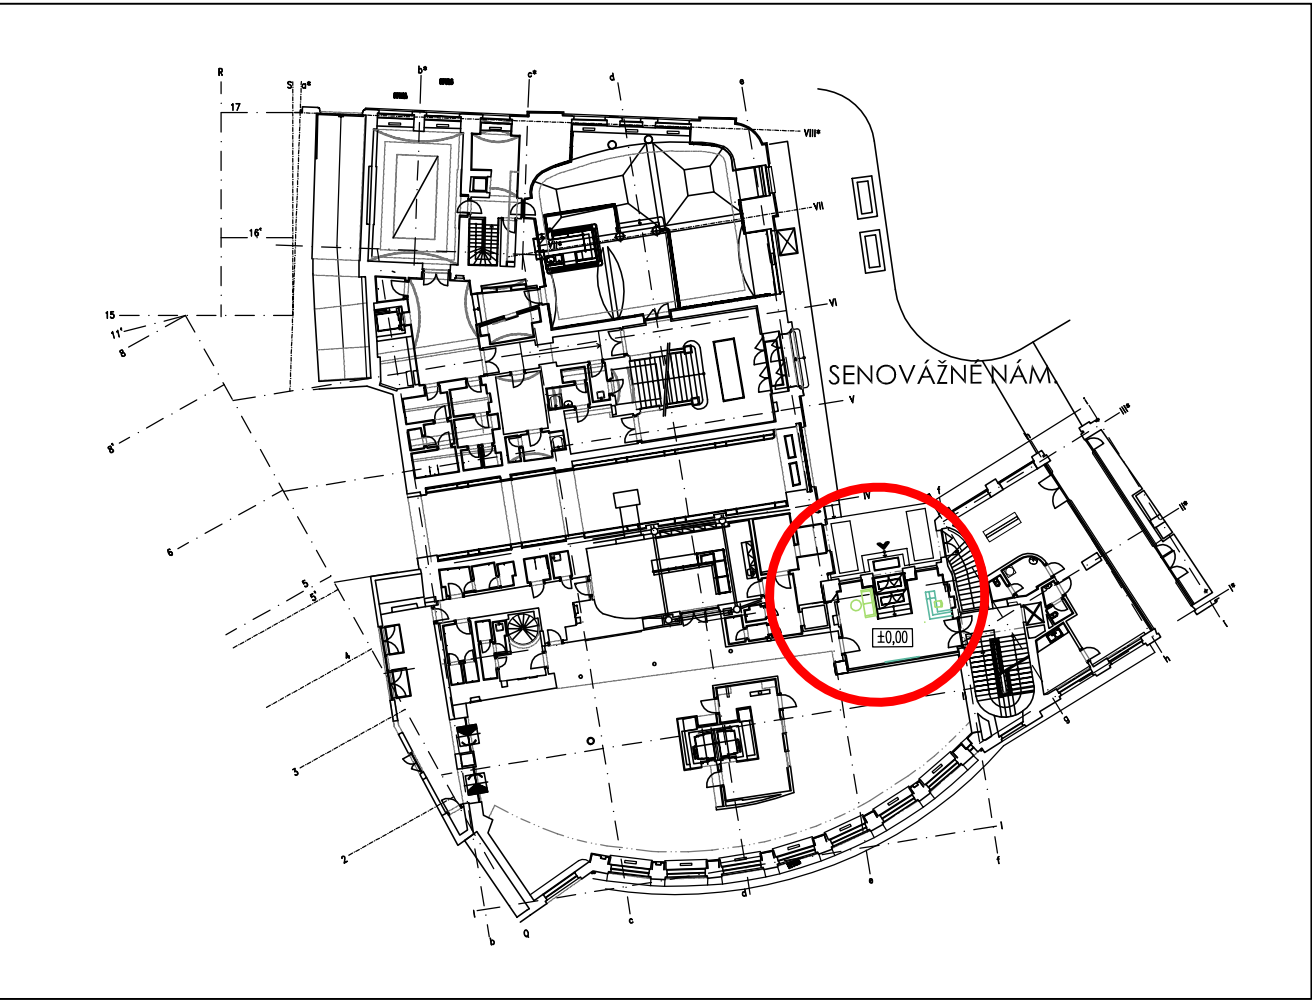 R
S
a*
b*
c*
d
e
17
VIII*
VII
16'
VI
15
11'
8
SENOVÁŽNÉ NÁM.
V
III*
8'
f
IV
II*
6
5
5'
I*
±0,00
4
h
g
3
2
f
e
d
c
b
Q